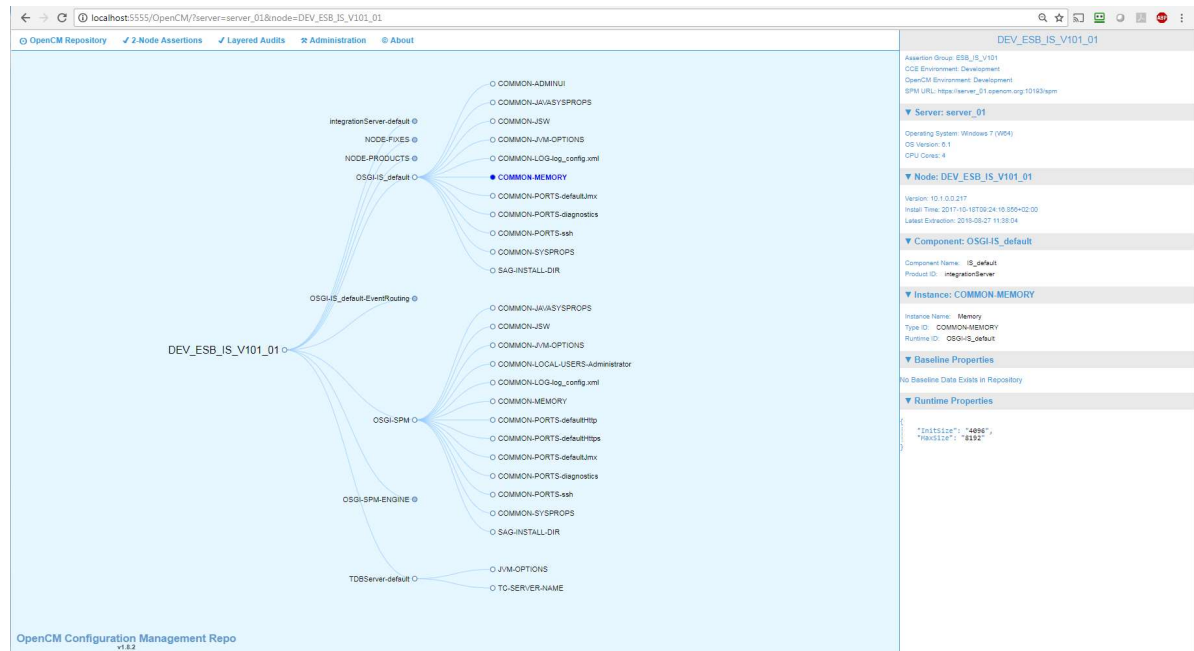 localhost:5555/OpenCM/?server=server_01&node=DEV_ESB_IS_V101_01
OpenCM Repository
2-Node Assertions
Layered Audits
Administration
About
COMMON-ADMINUI
COMMON-JAVASYSPROPS
integrationServer-default
COMMON-JSW
NODE-FIXES
COMMON-JVM-OPTIONS
NODE-PRODUCTS
COMMON-LOG-log_config.xml
OSGI-IS_default
COMMON-MEMORY
COMMON-PORTS-defaultJmx
COMMON-PORTS-diagnostics
COMMON-PORTS-ssh
COMMON-SYSPROPS
SAG-INSTALL-DIR
OSGI-IS_default-EventRouting
COMMON-JAVASYSPROPS
COMMON-JSW
COMMON-JVM-OPTIONS
DEV_ESB_IS_V101_01
COMMON-LOCAL-USERS-Administrator
COMMON-LOG-log_config.xml
COMMON-MEMORY
OSGI-SPM
COMMON-PORTS-defaultHttp
COMMON-PORTS-defaultHttps
COMMON-PORTS-defaultJmx
COMMON-PORTS-diagnostics
OSGI-SPM-ENGINE
COMMON-PORTS-ssh
COMMON-SYSPROPS
SAG-INSTALL-DIR
JVM-OPTIONS
TDBServer-default
TC-SERVER-NAME
OpenCM Configuration Management Repo
v1.8.2
DEV_ESB_IS_V101_01
Assertion Group: ESB_IS_V101
CCE Environment: Development
OpenCM Environment: Development
SPM URL: https://server_01.opencm.org:10193/spm
▼ Server: server_01
Operating System: Windows 7 (W64)
OS Version: 6.1
CPU Cores: 4
▼ Node: DEV_ESB_IS_V101_01
Version: 10.1.0.0.217
▼ Component: OSGI-IS_default
Component Name: IS_default
Product ID: integrationServer
▼ Instance: COMMON-MEMORY
Instance Name: Memory
Type ID: COMMON-MEMORY
Runtime ID: OSGI-IS_default
▼ Baseline Properties
No Baseline Data Exists in Repository
▼ Runtime Properties
{
"InitSize": "4096",
"MaxSize": "8192"
}